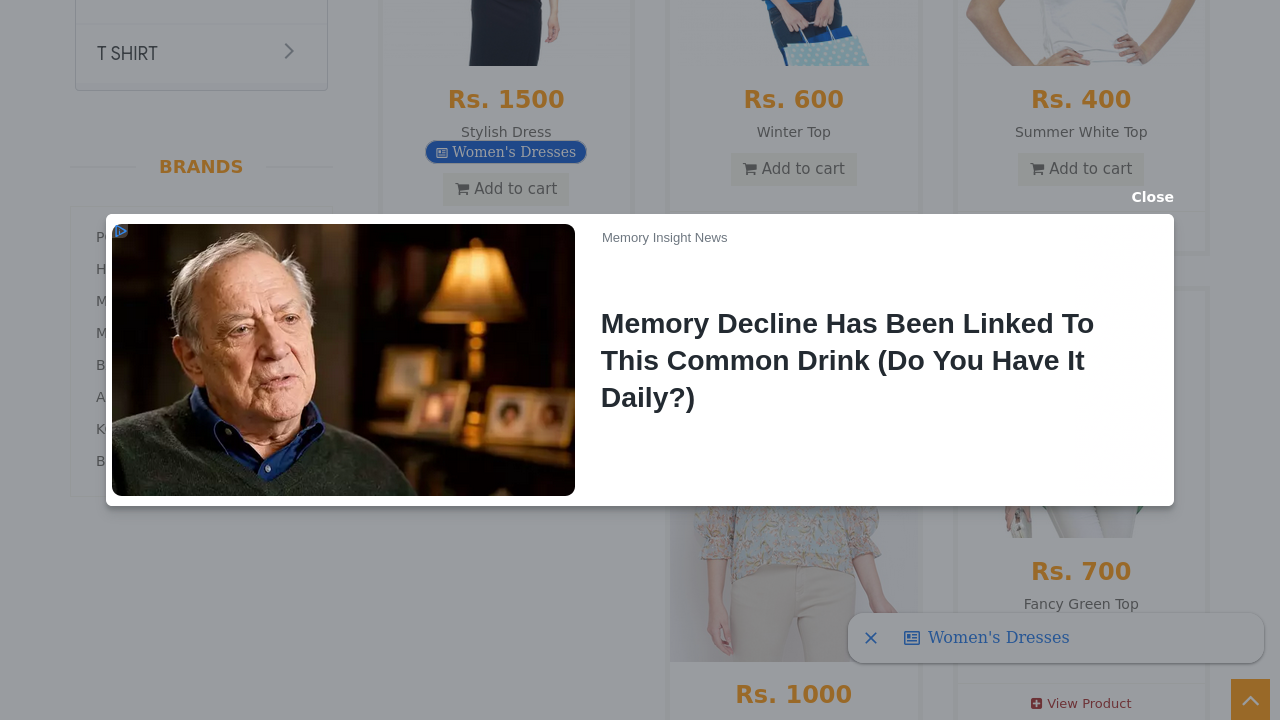 T SHIRT
BRANDS
Rs. 1500
Stylish Dress
Women's Dresses
Add to cart
Rs. 600
Winter Top
Add to cart
Rs. 400
Summer White Top
Add to cart
Close
Memory Insight News
Memory Decline Has Been Linked To
This Common Drink (Do You Have It
Daily?)
Rs. 700
Fancy Green Top
Women's Dresses
Rs. 1000
View Product